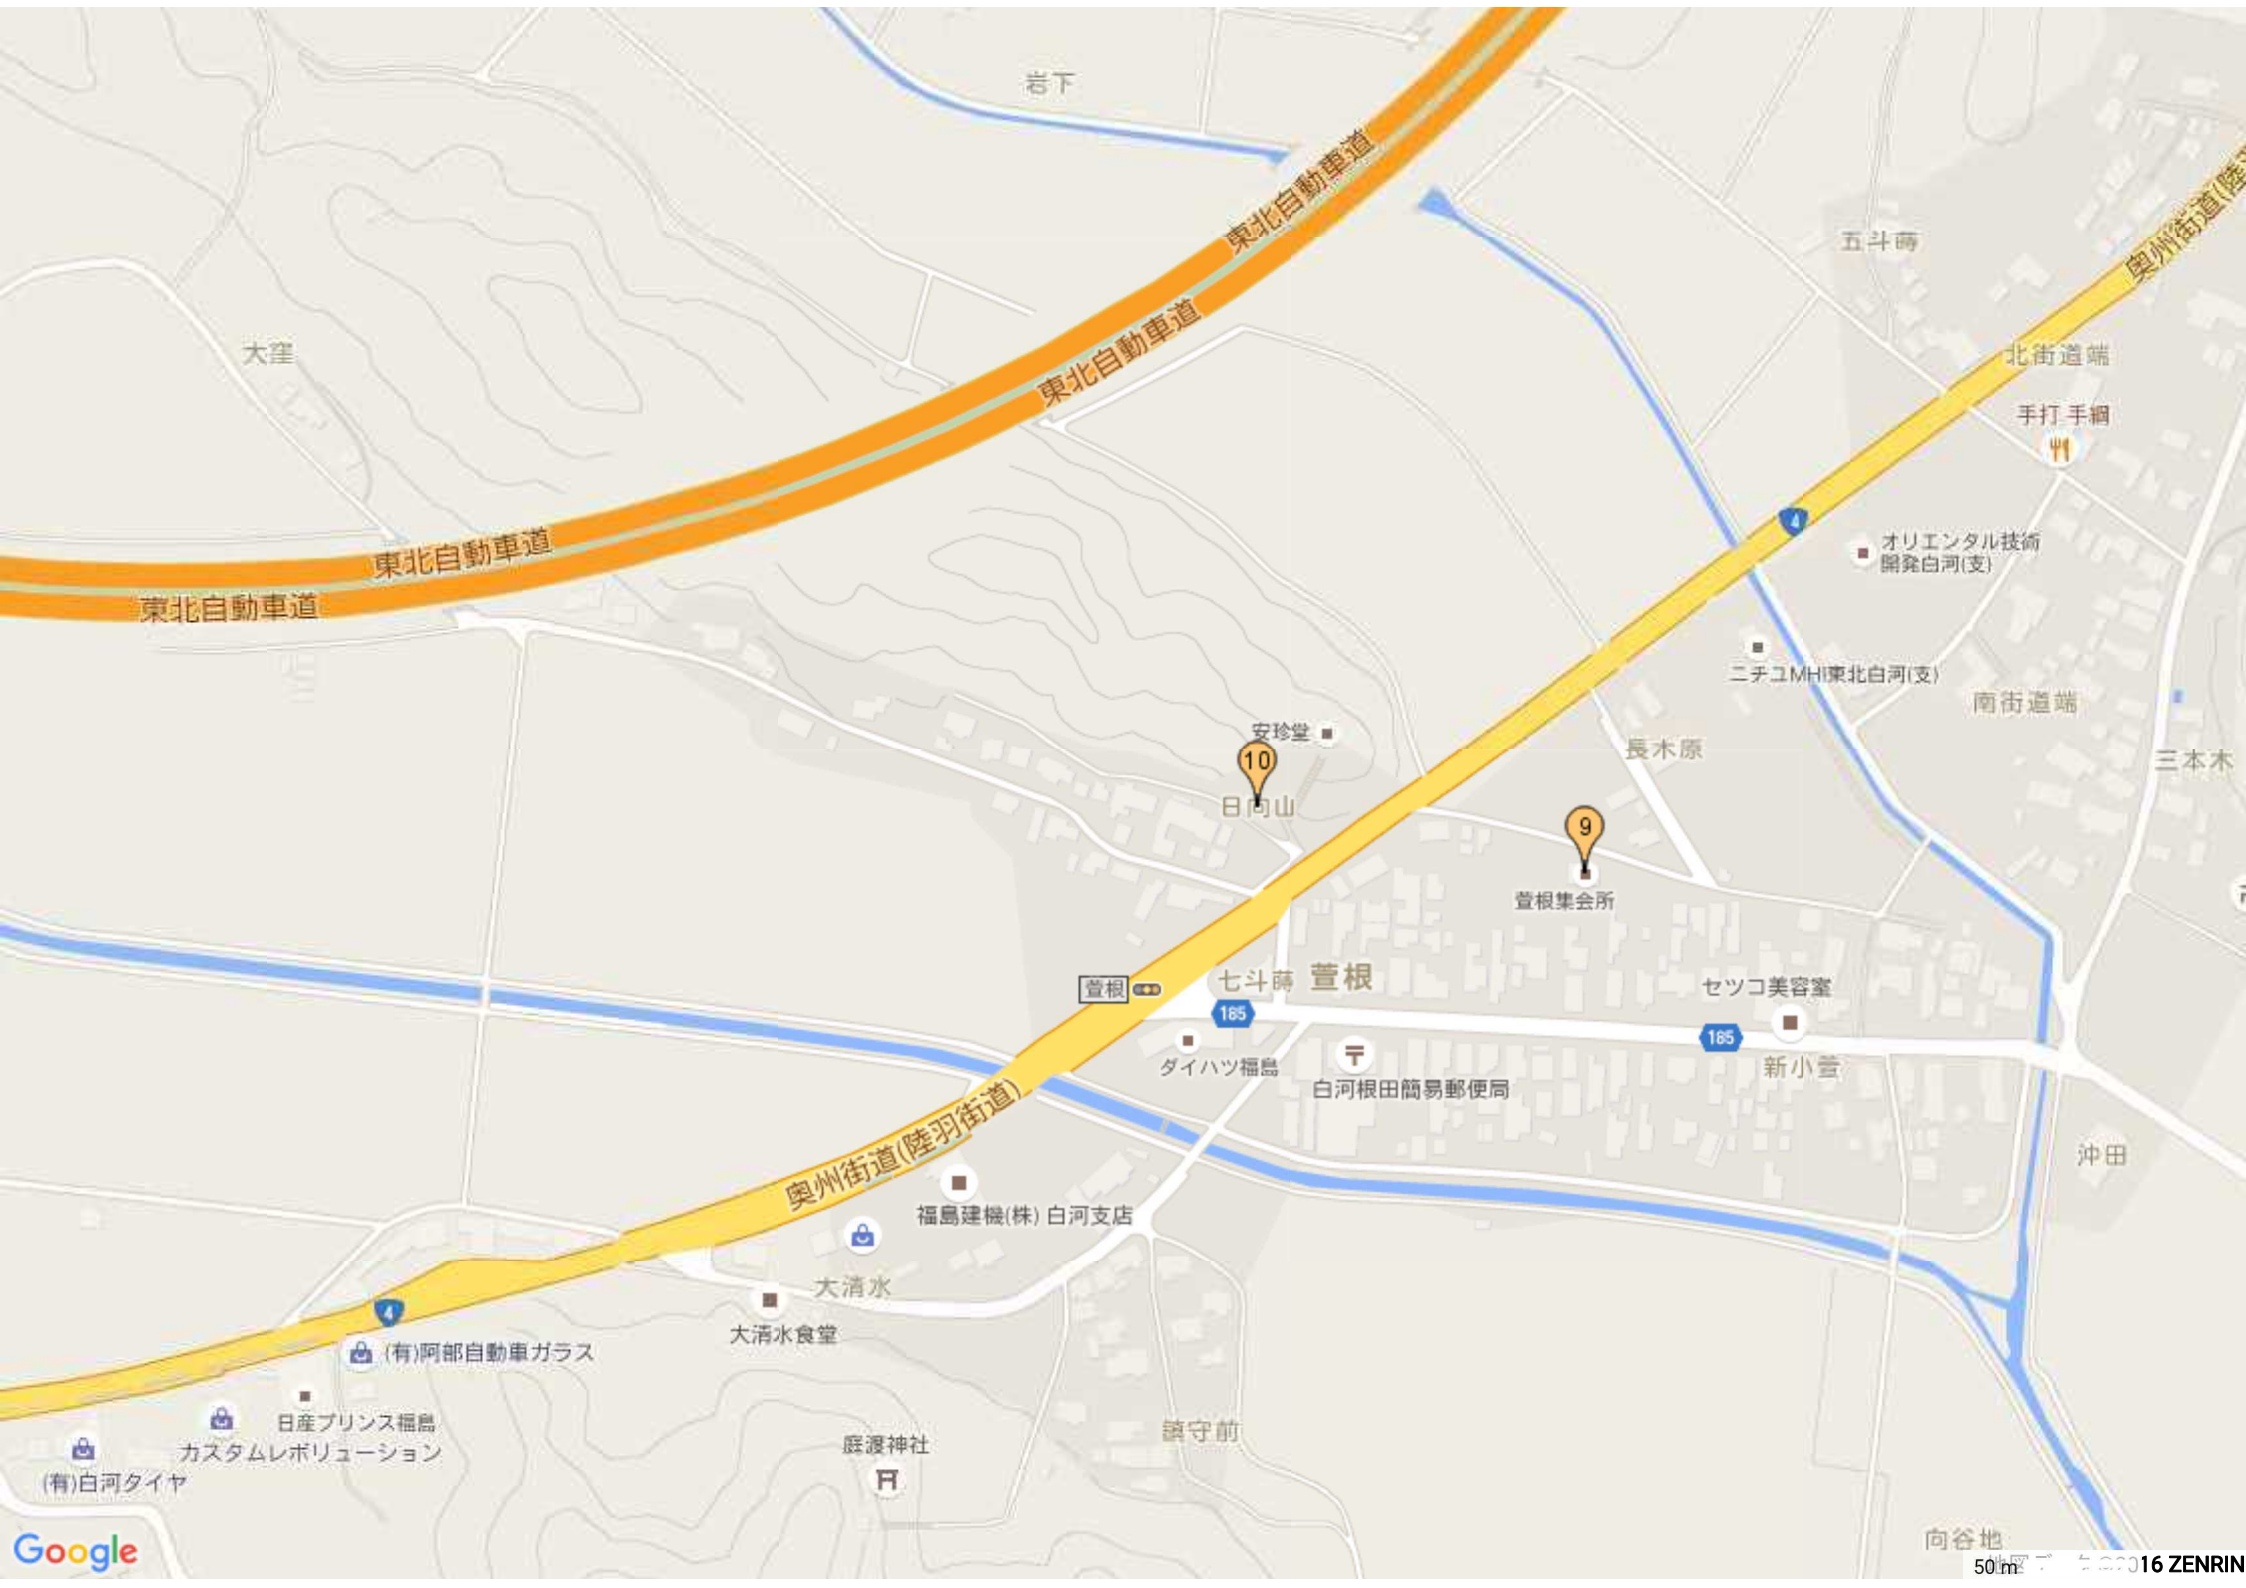 岩下
東北自動車道
奥州街道(陸羽
五斗蒔
東北自動車道
大窪
北街道端
手打 手綱
4
オリエンタル技術
開発白河(支)
東北自動車道
東北自動車道
ニチユMHI東北白河(支)
南街道端
安珍堂
長木原
三本木
10
日向山
9
萱根集会所
七斗蒔
萱根
萱根
セツコ美容室
185
185
ダイハツ福島
新小萱
白河根田簡易郵便局
奥州街道(陸羽街道)
沖田
福島建機(株) 白河支店
大清水
4
大清水食堂
(有)阿部自動車ガラス
日産プリンス福島
カスタムレボリューション
鎮守前
庭渡神社
(有)白河タイヤ
向谷地
Google
50 m
16 ZENRIN